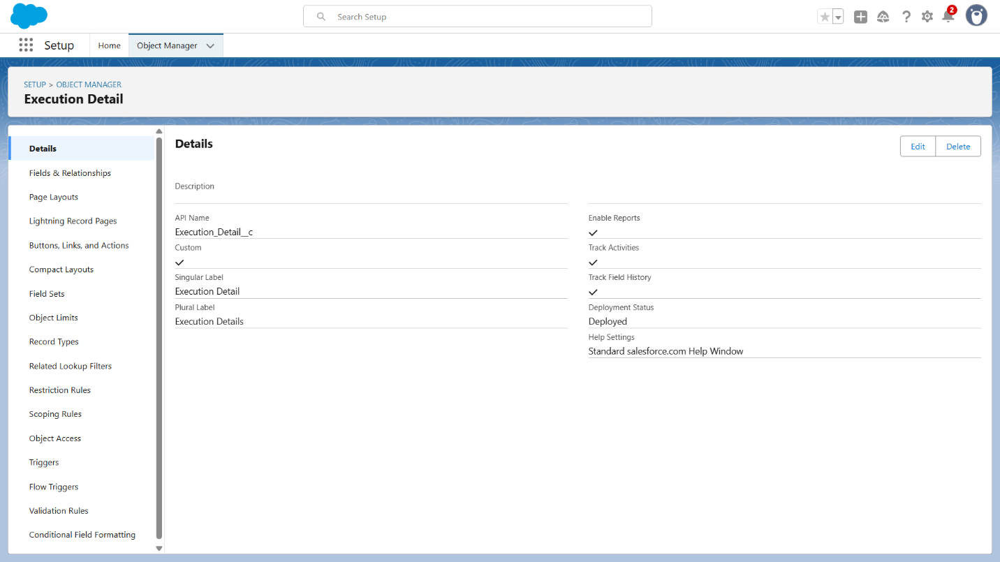 Search Setup
2
Setup
Home
Object Manager
SETUP > OBJECT MANAGER
Execution Detail
Details
Fields & Relationships
Page Layouts
Lightning Record Pages
Buttons, Links, and Actions
Compact Layouts
Field Sets
Object Limits
Record Types
Related Lookup Filters
Restriction Rules
Scoping Rules
Object Access
Triggers
Flow Triggers
Validation Rules
Conditional Field Formatting
Details
Edit
Delete
Description
API Name
Execution_Detail__c
Custom
Singular Label
Execution Detail
Plural Label
Execution Details
Enable Reports
Track Activities
Track Field History
Deployment Status
Deployed
Help Settings
Standard salesforce.com Help Window